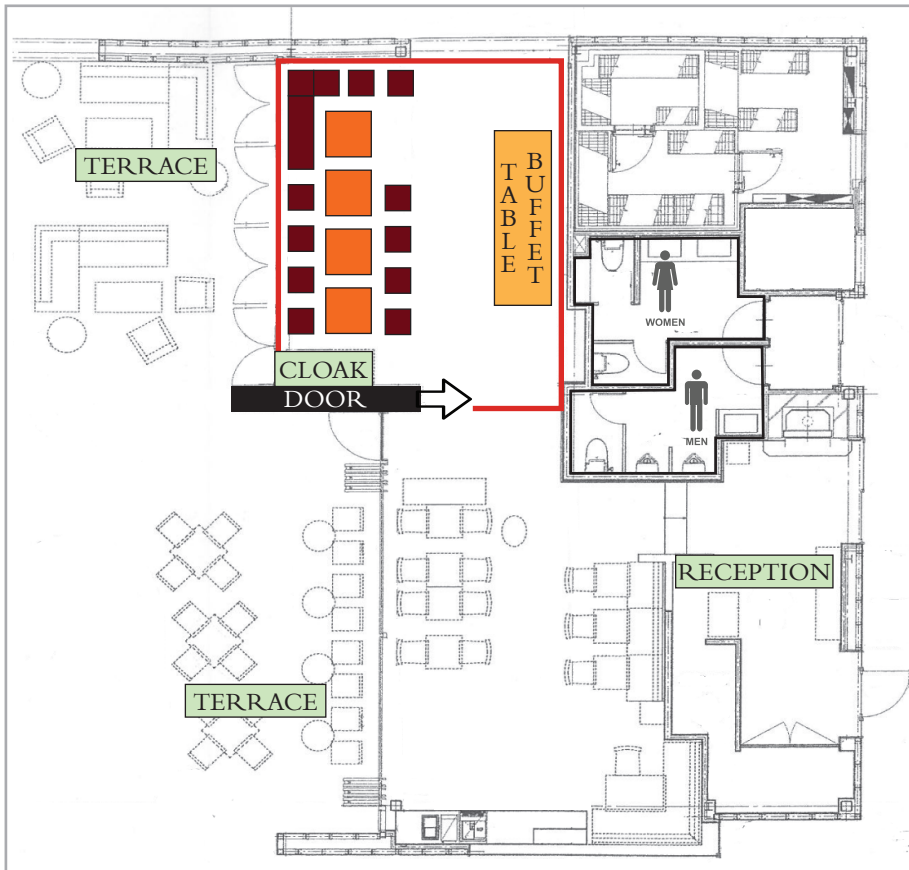 TERRACE
TABLE
BUFFET
WOMEN
CLOAK
DOOR
MEN
RECEPTION
TERRACE